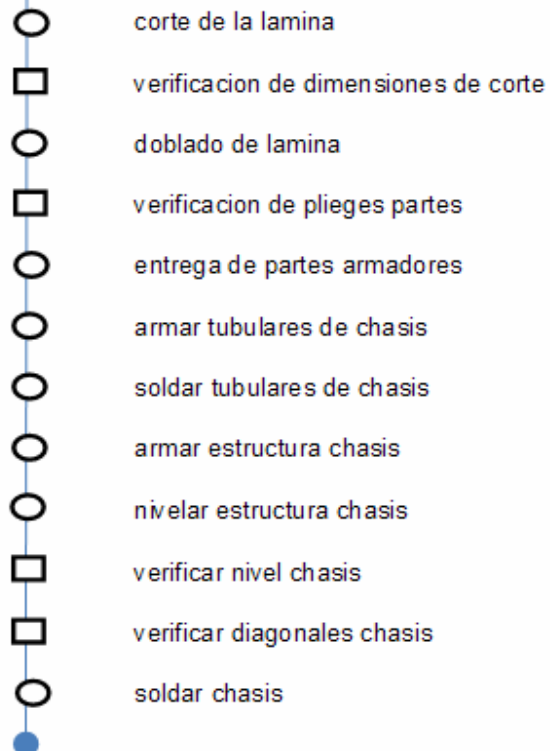 corte de la lamina
verificacion de dimensiones de corte
doblado de lamina
verificacion de plieges partes
entrega de partes armadores
armar tubulares de chasis
soldar tubulares de chasis
armar estructura chasis
nivelar estructura chasis
verificar nivel chasis
verificar diagonales chasis
soldar chasis